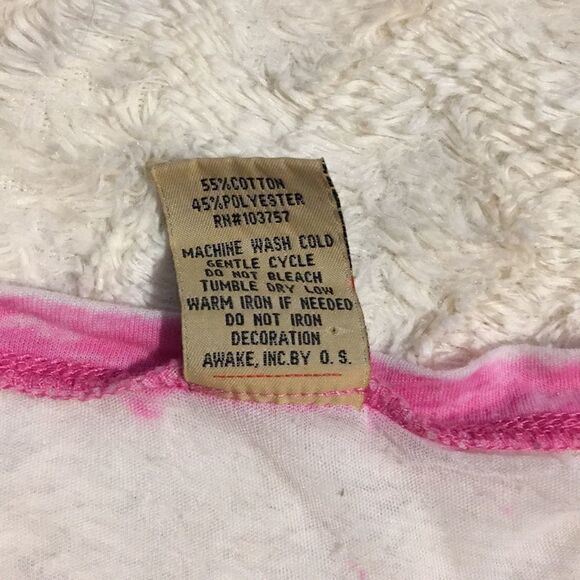 55%COTTON
45%POLYESTER
RN#103757
MACHINE WASH COLD
GENTLE CYCLE
DO NOT BLEACH
TUMBLE DRY LOW
WARM IRON IF NEEDED
DO NOT IRON
DECORATION
AWAKE, INC.BY O. S.